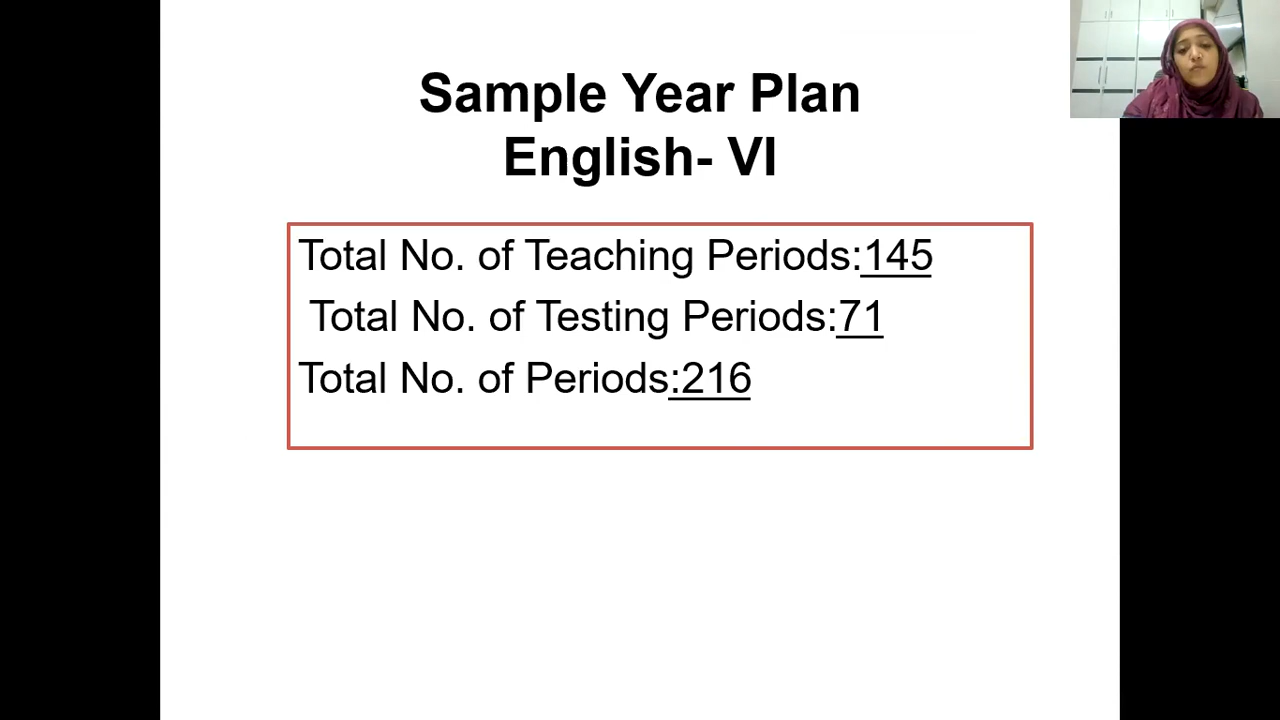 Sample Year Plan
English- VI
Total No. of Teaching Periods:145
Total No. of Testing Periods:71
Total No. of Periods:216